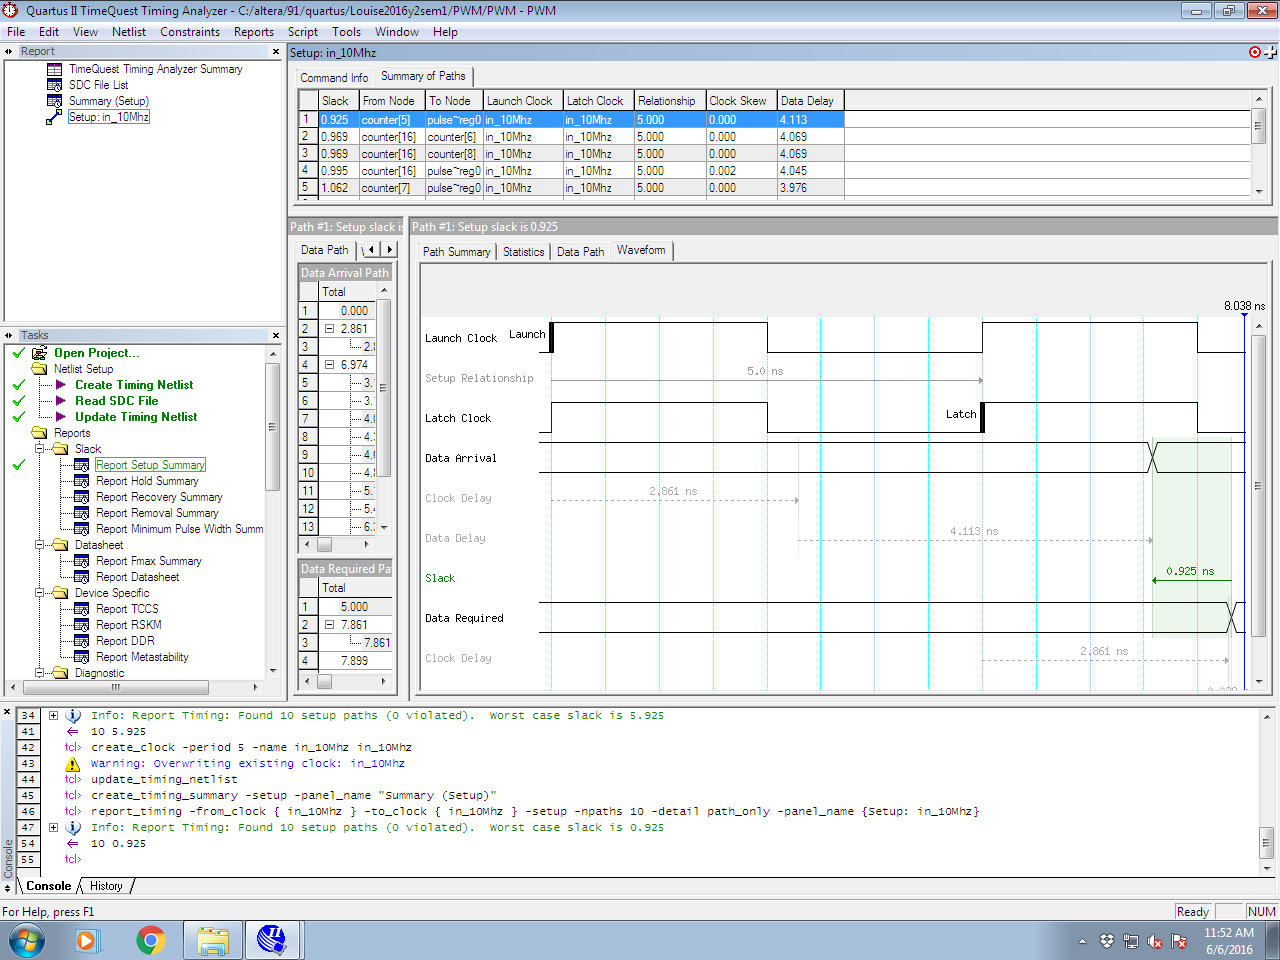 Quartus II TimeQuest Timing Analyzer - C:/altera/91/quartus/Louise2016y2sem1/PWM/PWM - PWM
File Edit View Netlist Constraints Reports Script Tools Window Help
Report
TimeQuest Timing Analyzer Summary
SDC File List
Summary (Setup)
Setup: in_10Mhz
Setup: in_10Mhz
Command Info Summary of Paths
Slack From Node To Node Launch Clock Latch Clock Relationship Clock Skew Data Delay
1 0.925 counter[5] pulse~reg0 in_10Mhz in_10Mhz 5.000 0.000 4.113
2 0.969 counter[16] counter[6] in_10Mhz in_10Mhz 5.000 0.000 4.069
3 0.969 counter[16] counter[8] in_10Mhz in_10Mhz 5.000 0.000 4.069
4 0.995 counter[16] pulse~reg0 in_10Mhz in_10Mhz 5.000 0.002 4.045
5 1.062 counter[7] pulse~reg0 in_10Mhz in_10Mhz 5.000 0.000 3.976
Tasks
Open Project...
Netlist Setup
Create Timing Netlist
Read SDC File
Update Timing Netlist
Reports
Slack
Report Setup Summary
Report Hold Summary
Report Recovery Summary
Report Removal Summary
Report Minimum Pulse Width Summ
Datasheet
Report Fmax Summary
Report Datasheet
Device Specific
Report TCCS
Report RSKM
Report DDR
Report Metastability
Diagnostic
Path #1: Setup slack is
Data Path
Data Arrival Path
Total
1 0.000
2 2.861
3 2.8
4 6.974
5 3.
6 3.
7 4.0
8 4.
9 4.
10 4.
11 5.
12 5.
13 6.
Data Required Pa
Total
1 5.000
2 7.861
3 7.861
4 7.899
Path #1: Setup slack is 0.925
Path Summary Statistics Data Path Waveform
8.038 ns
Launch Clock Launch
Setup Relationship 5.0 ns
Latch Clock Latch
Data Arrival
Clock Delay 2.861 ns
Data Delay 4.113 ns
Slack 0.925 ns
Data Required
Clock Delay 2.861 ns
34 Info: Report Timing: Found 10 setup paths (0 violated). Worst case slack is 5.925
41 10 5.925
42 tcl> create_clock -period 5 -name in_10Mhz in_10Mhz
43 Warning: Overwriting existing clock: in_10Mhz
44 tcl> update_timing_netlist
45 tcl> create_timing_summary -setup -panel_name "Summary (Setup)"
46 tcl> report_timing -from_clock { in_10Mhz } -to_clock { in_10Mhz } -setup -npaths 10 -detail path_only -panel_name {Setup: in_10Mhz}
47 Info: Report Timing: Found 10 setup paths (0 violated). Worst case slack is 0.925
54 10 0.925
55 tcl>
Console
Console History
For Help, press F1
Ready NUM
11:52 AM
6/6/2016